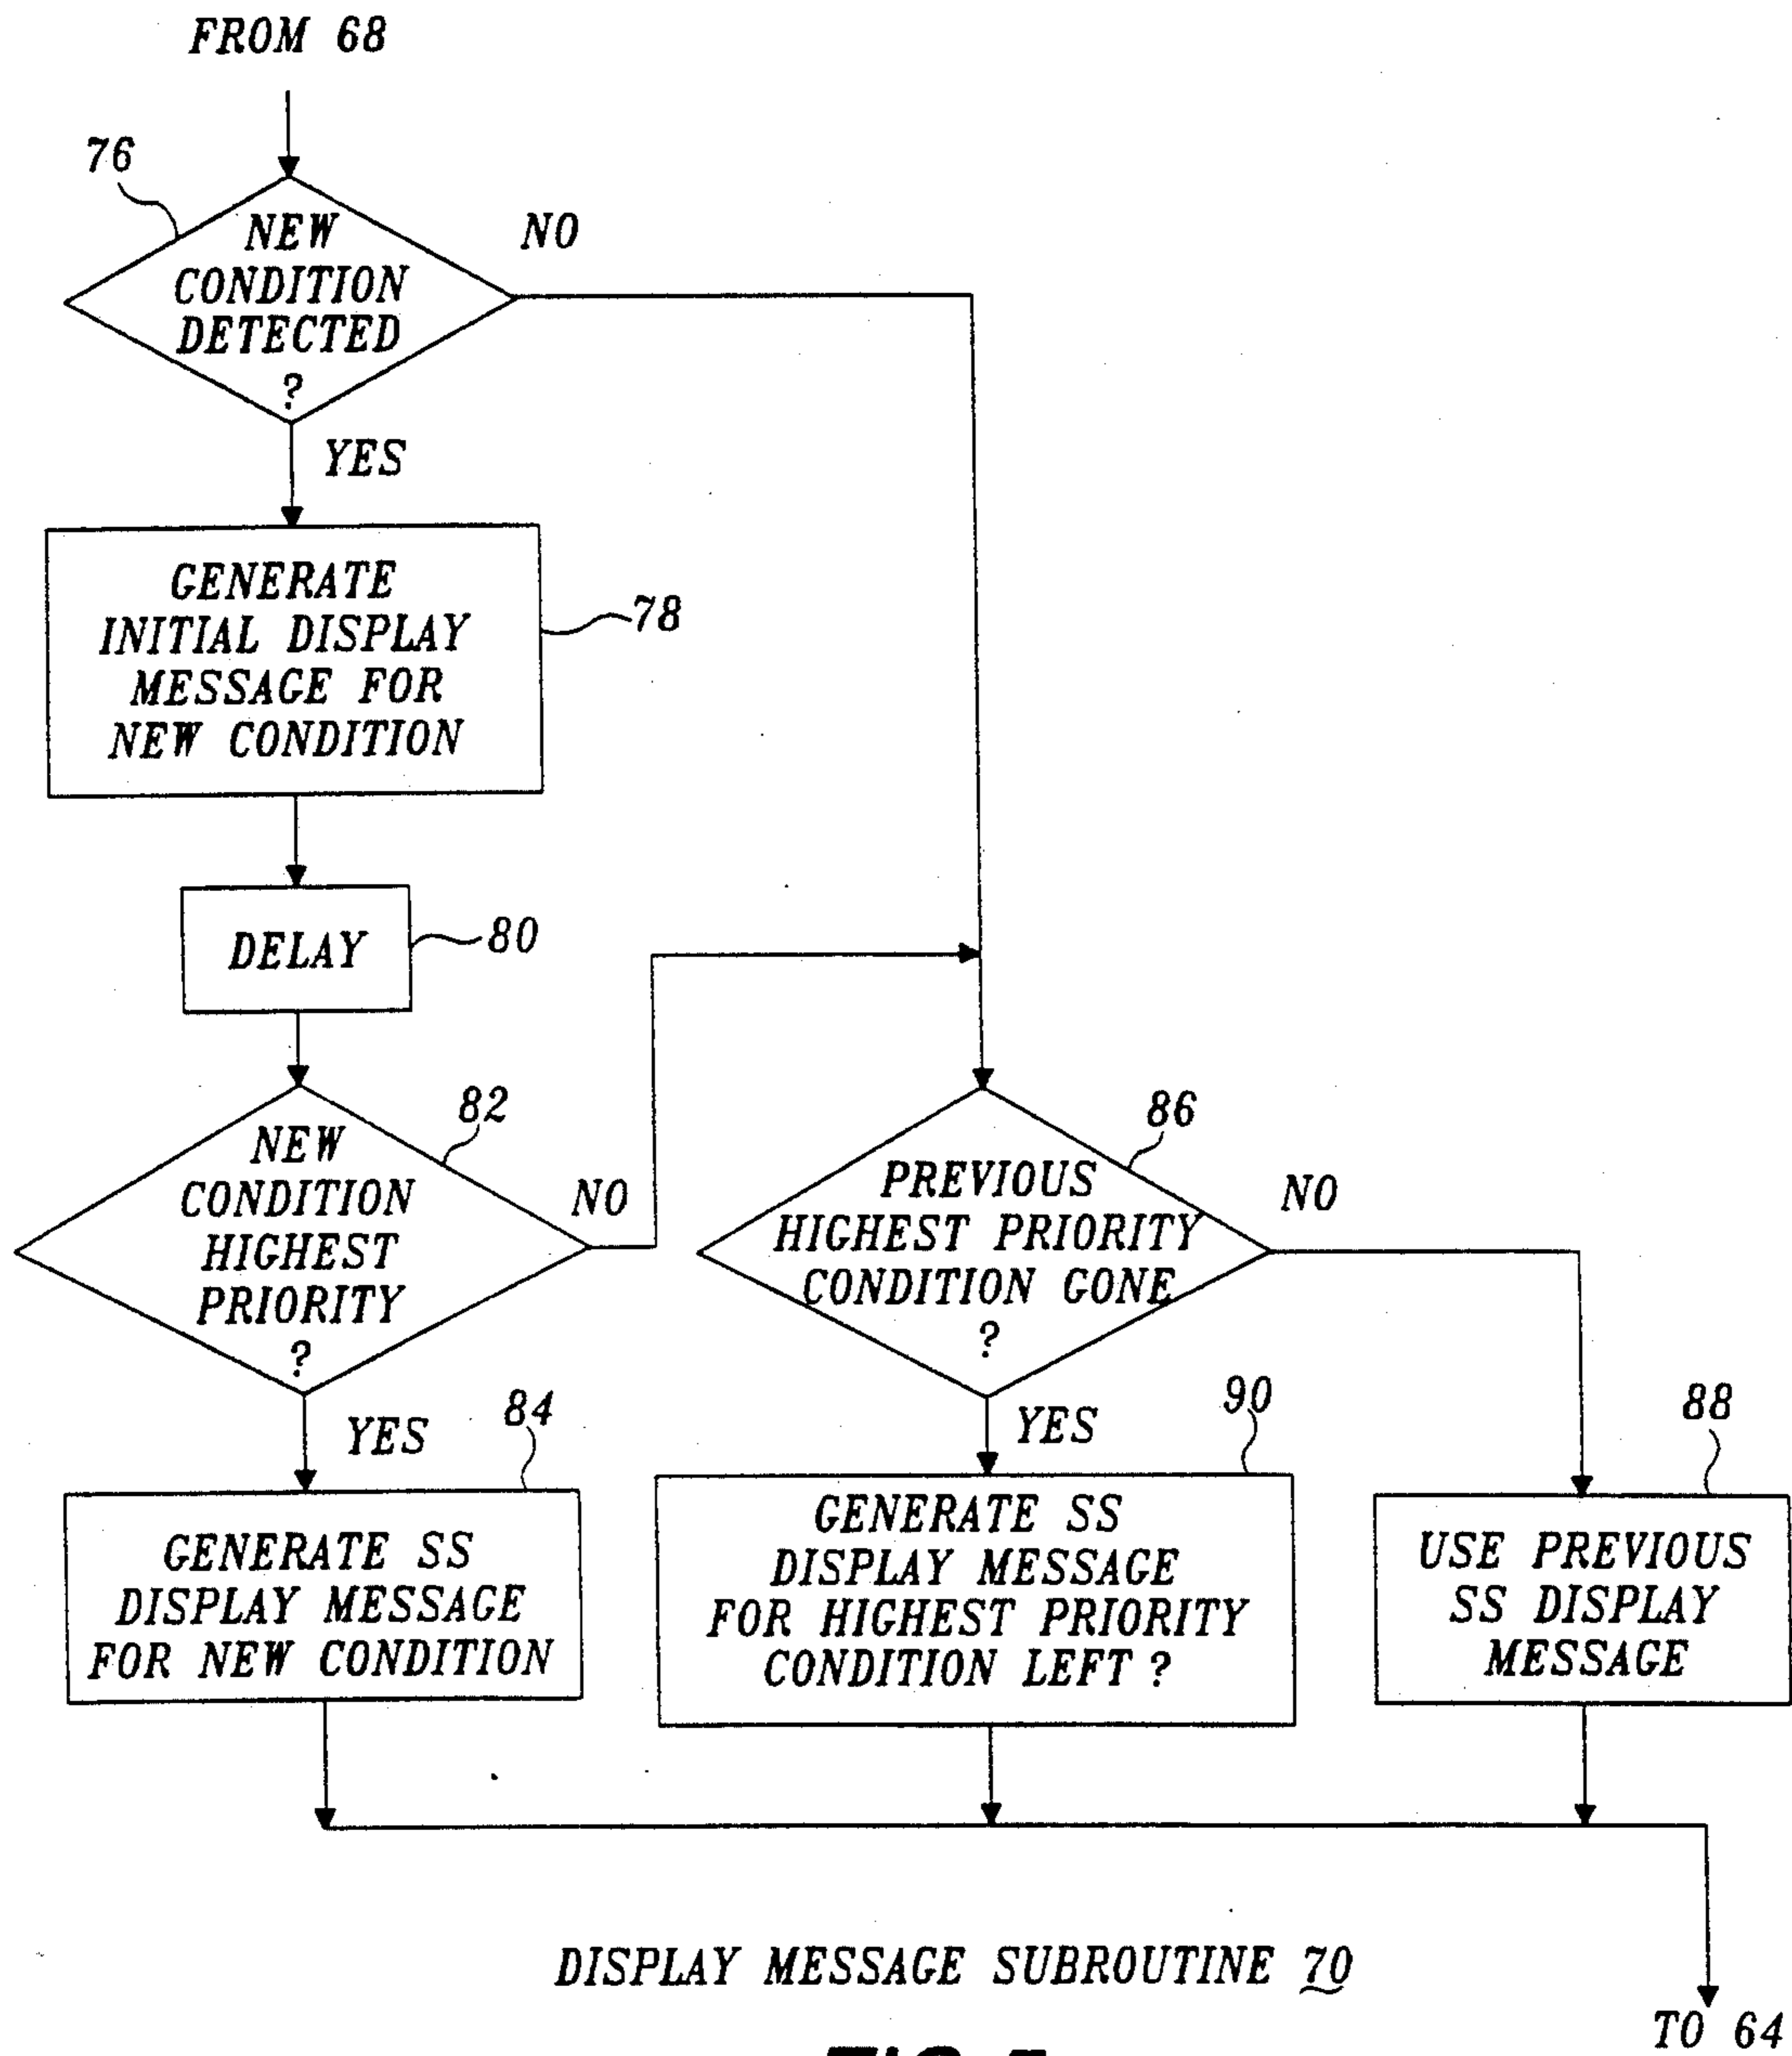 FROM 68
76
NEW
CONDITION
DETECTED
?
NO
YES
GENERATE
INITIAL DISPLAY
MESSAGE FOR
NEW CONDITION
78
DELAY
80
NEW
CONDITION
HIGHEST
PRIORITY
?
82
NO
YES
PREVIOUS
HIGHEST PRIORITY
CONDITION GONE
?
86
NO
YES
84
GENERATE SS
DISPLAY MESSAGE
FOR NEW CONDITION
90
GENERATE SS
DISPLAY MESSAGE
FOR HIGHEST PRIORITY
CONDITION LEFT ?
88
USE PREVIOUS
SS DISPLAY
MESSAGE
DISPLAY MESSAGE SUBROUTINE 70
TO 64